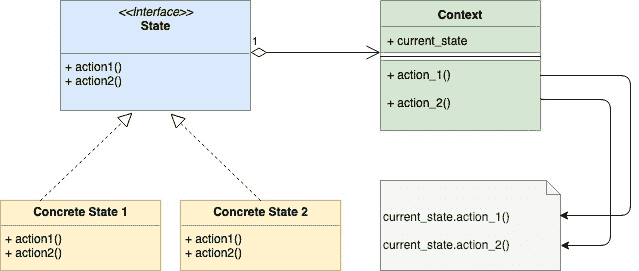 <<Interface>>
State
+ action1()
+ action2()
1
Context
+ current_state
+ action_1()
+ action_2()
Concrete State 1
+ action1()
+ action2()
Concrete State 2
+ action1()
+ action2()
current_state.action_1()
current_state.action_2()